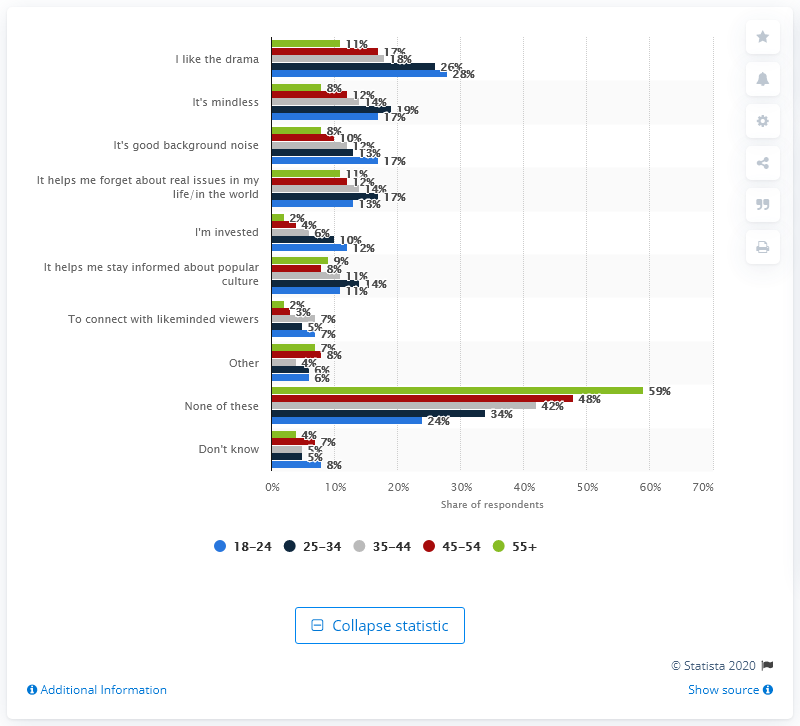 I like the drama
11%
17%
18%
26%
28%
It's mindless
8%
12%
14%
19%
17%
It's good background noise
8%
10%
12%
13%
17%
It helps me forget about real issues in my
life/in the world
11%
12%
14%
17%
13%
I'm invested
2%
4%
6%
10%
12%
It helps me stay informed about popular
culture
9%
8%
11%
14%
11%
To connect with likeminded viewers
2%
3%
7%
5%
7%
Other
7%
8%
4%
6%
6%
None of these
59%
48%
42%
34%
24%
Don't know
4%
7%
5%
5%
8%
0% 10% 20% 30% 40% 50% 60% 70%
Share of respondents
18–24 25–34 35–44 45–54 55+
Collapse statistic
© Statista 2020
Additional Information
Show source